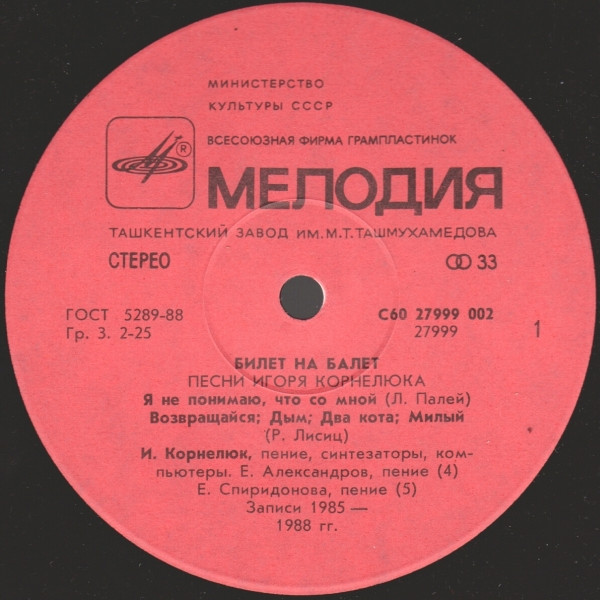 МИНИСТЕРСТВО
КУЛЬТУРЫ СССР
ВСЕСОЮЗНАЯ ФИРМА ГРАМПЛАСТИНОК
®
МЕЛОДИЯ
ТАШКЕНТСКИЙ ЗАВОД ИМ. М.Т. ТАШМУХАМЕДОВА
СТЕРЕО
33
ГОСТ 5289-88
Гр. 3. 2-25
С60 27999 002
27999
1
БИЛЕТ НА БАЛЕТ
ПЕСНИ ИГОРЯ КОРНЕЛЮКА
Я не понимаю, что со мной (Л. Палей)
Возвращайся; Дым; Два кота; Милый
(Р. Лисиц)
И. Корнелюк, пение, синтезаторы, ком-
пьютеры. Е. Александров, пение (4)
Е. Спиридонова, пение (5)
Записи 1985 —
1988 гг.